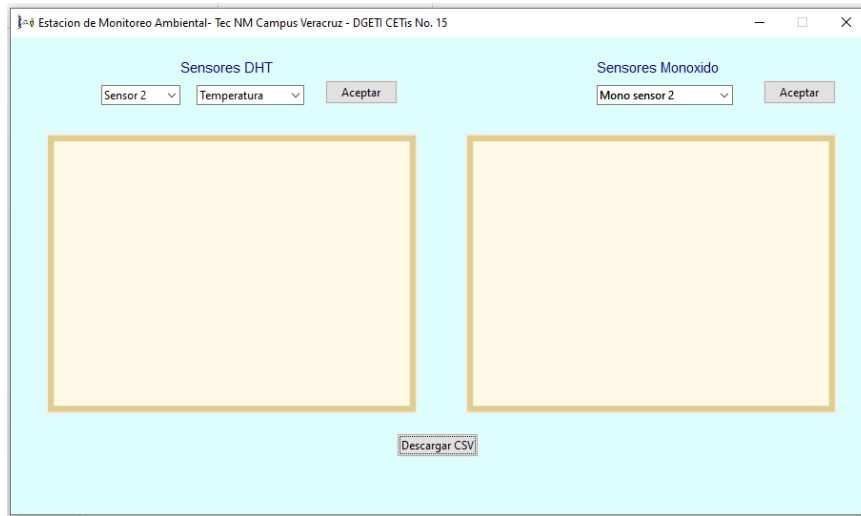 Estacion de Monitoreo Ambiental- Tec NM Campus Veracruz - DGETI CETis No. 15
Sensores DHT
Sensores Monoxido
Sensor 2
Temperatura
Aceptar
Mono sensor 2
Aceptar
Descargar CSV